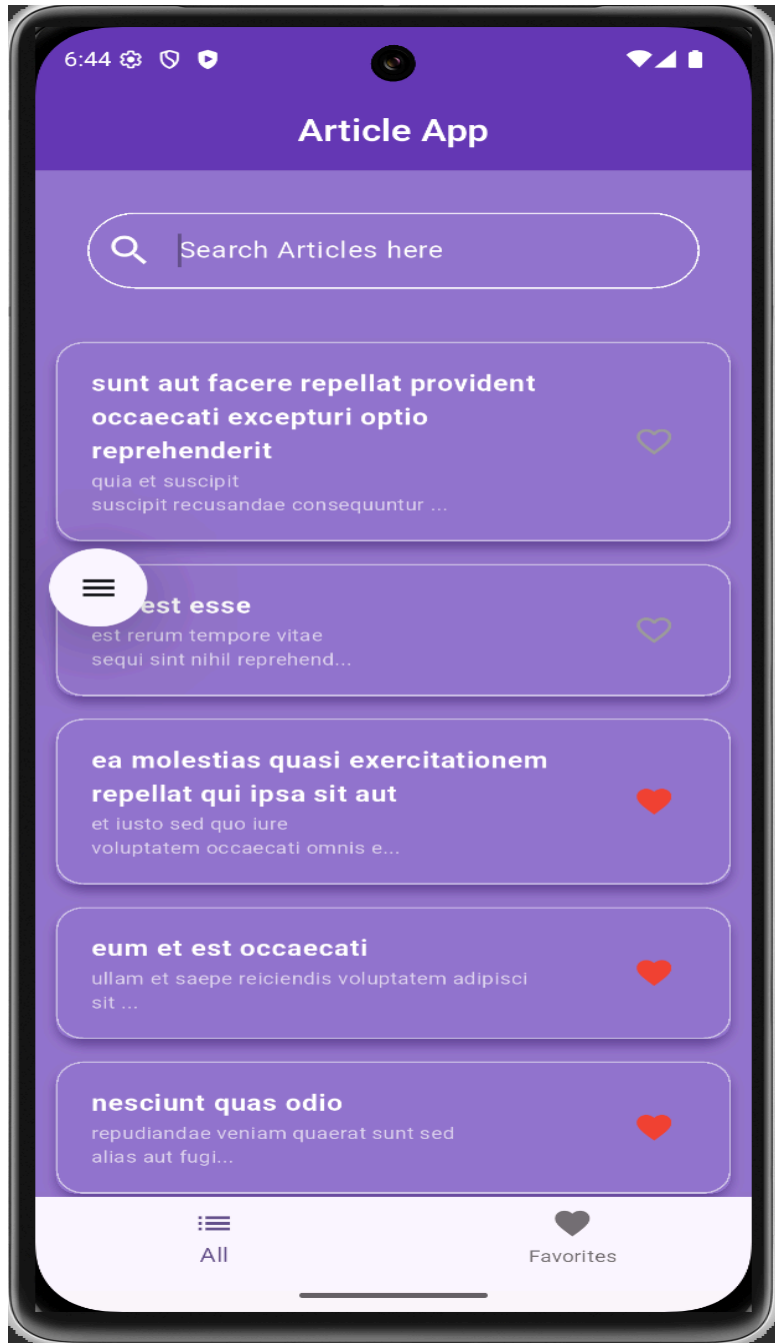 6:44
Article App
Search Articles here
sunt aut facere repellat provident
occaecati excepturi optio
reprehenderit
quia et suscipit
suscipit recusandae consequuntur ...
est esse
est rerum tempore vitae
sequi sint nihil reprehend...
ea molestias quasi exercitationem
repellat qui ipsa sit aut
et iusto sed quo iure
voluptatem occaecati omnis e...
eum et est occaecati
ullam et saepe reiciendis voluptatem adipisci
sit ...
nesciunt quas odio
repudiandae veniam quaerat sunt sed
alias aut fugi...
All
Favorites